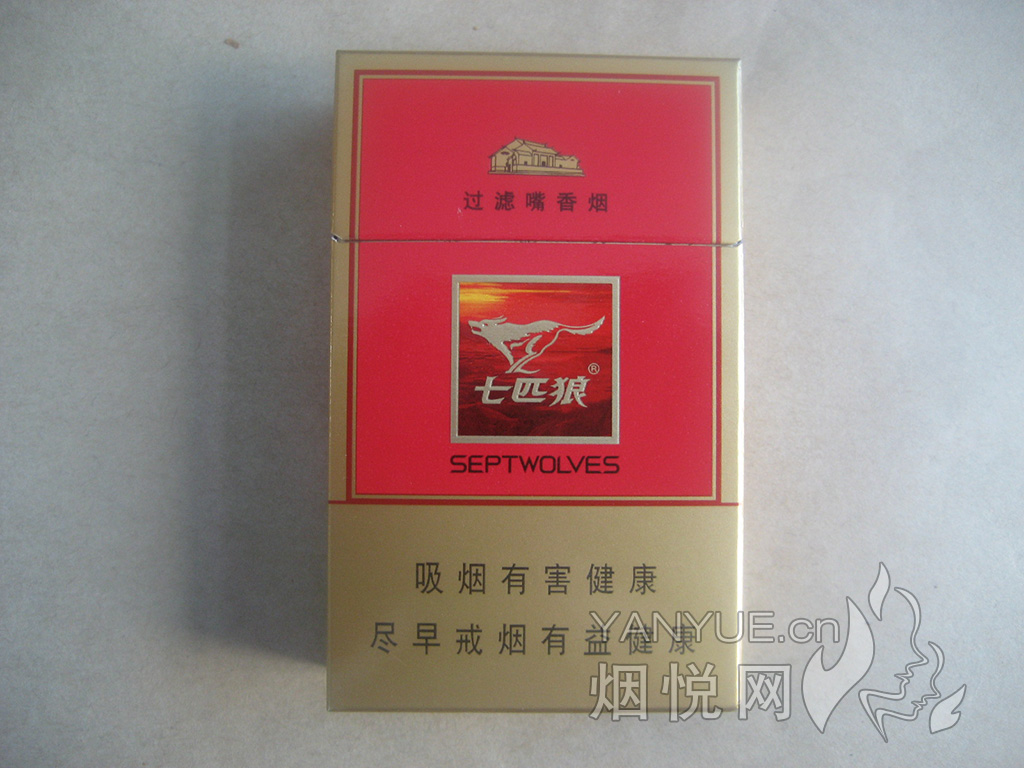 过滤嘴香烟
七匹狼®
SEPTWOLVES
吸烟有害健康
尽早戒烟有益健康
YANYUE.cn
烟悦网